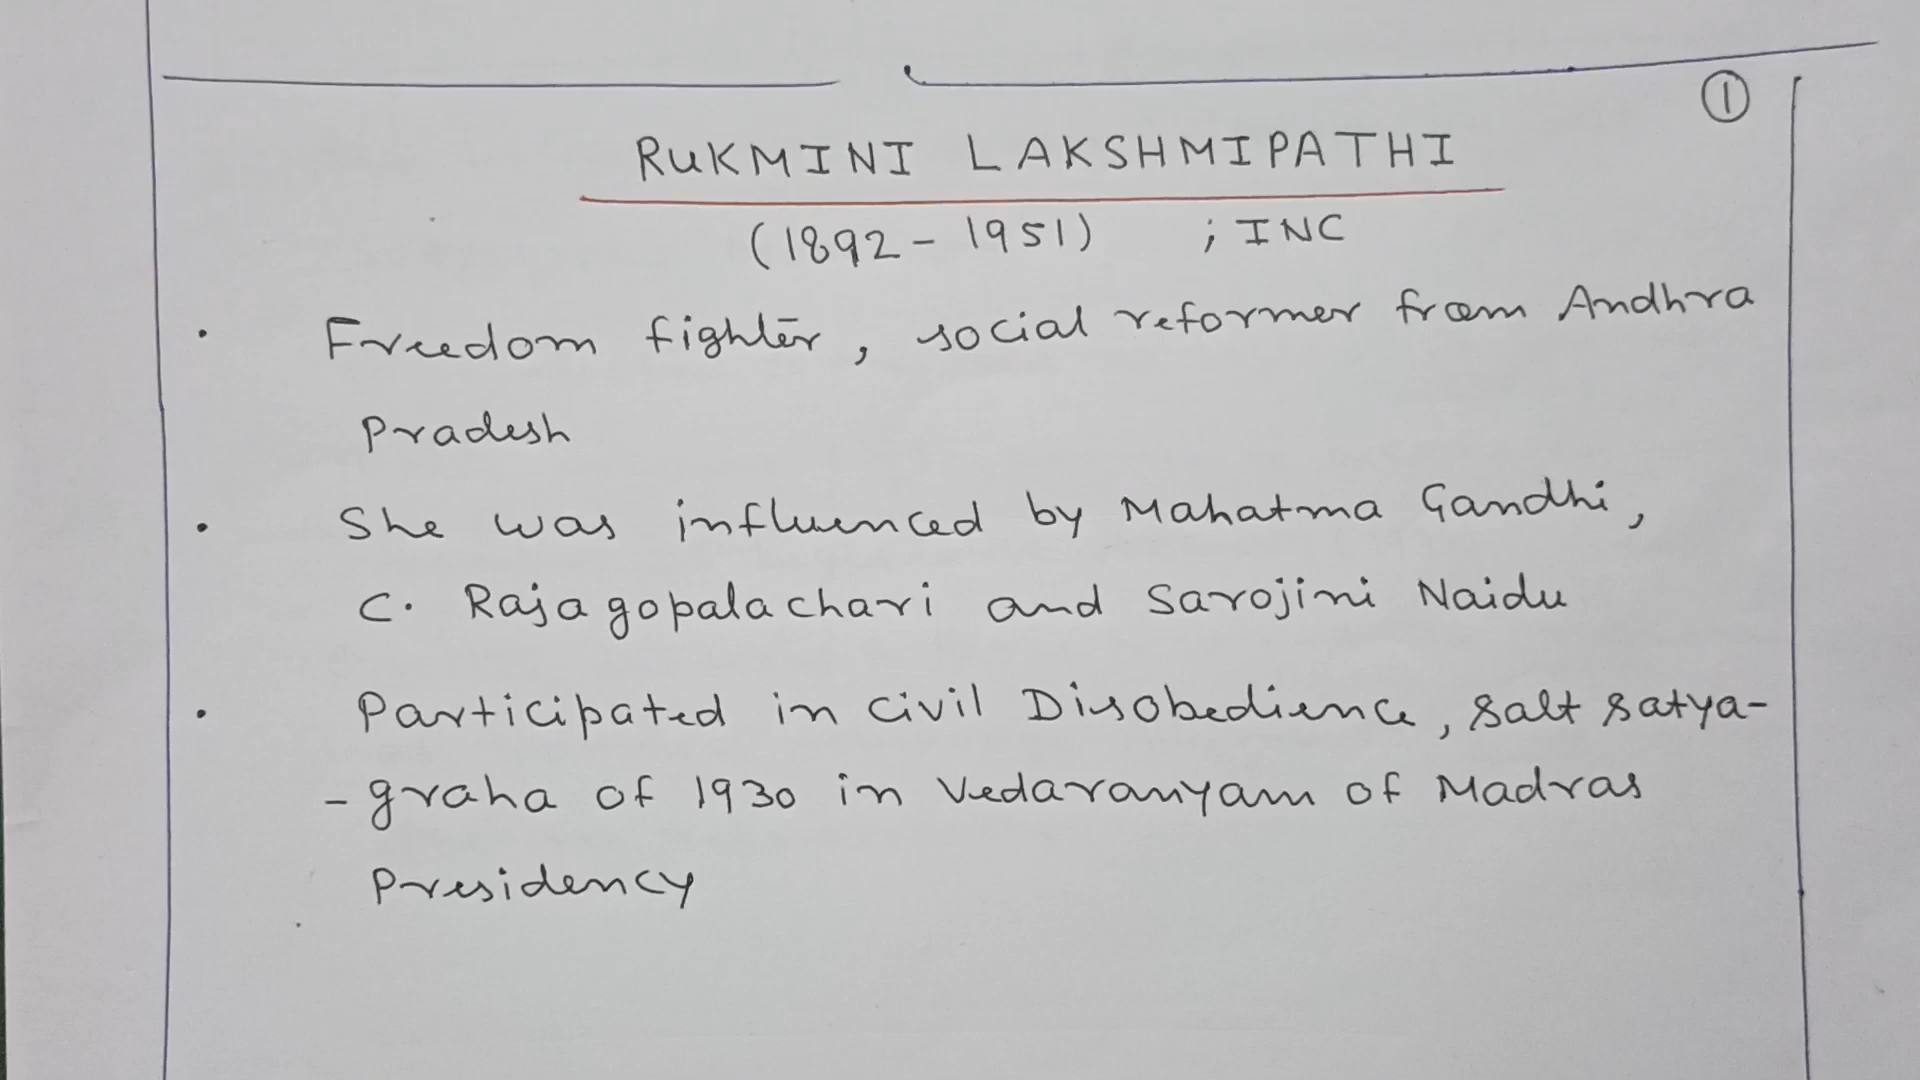 ①
RUKMINI LAKSHMIPATHI
(1892-1951) ; INC
• Freedom fighter, social reformer from Andhra
Pradesh
• She was influenced by Mahatma Gandhi,
C. Rajagopalachari and Sarojini Naidu
• Participated in Civil Disobedience, Salt Satya-
-graha of 1930 in Vedaranyam of Madras
Presidency